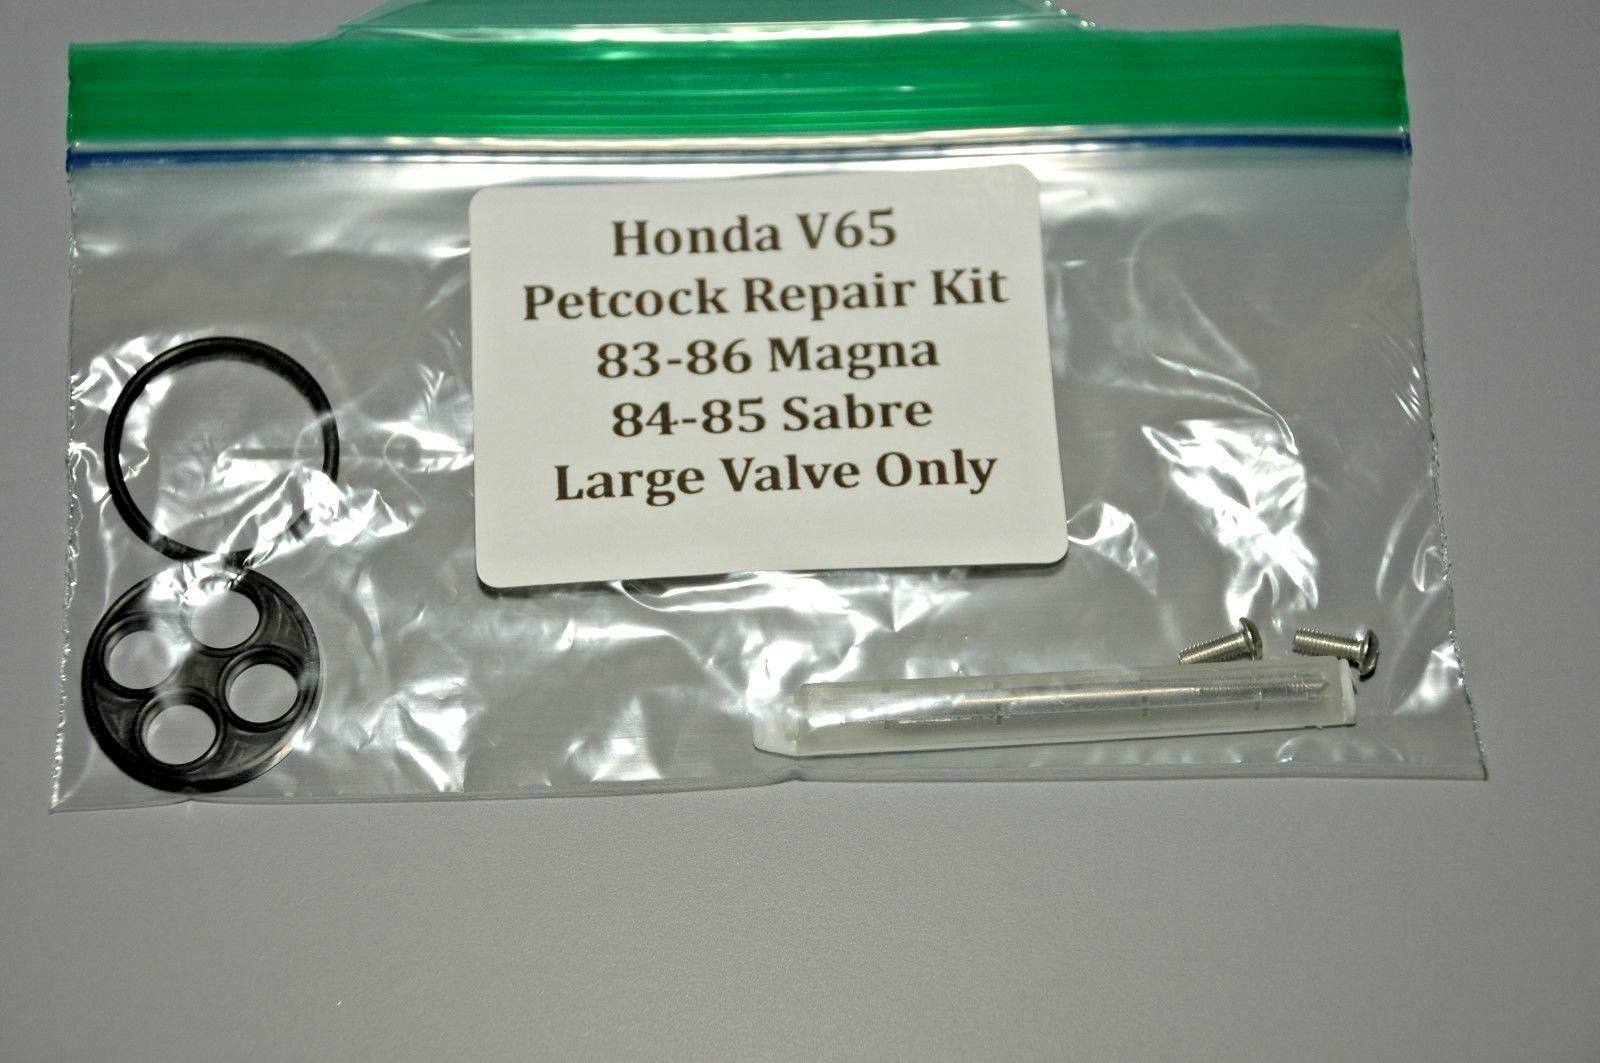 Honda V65
Petcock Repair Kit
83-86 Magna
84-85 Sabre
Large Valve Only